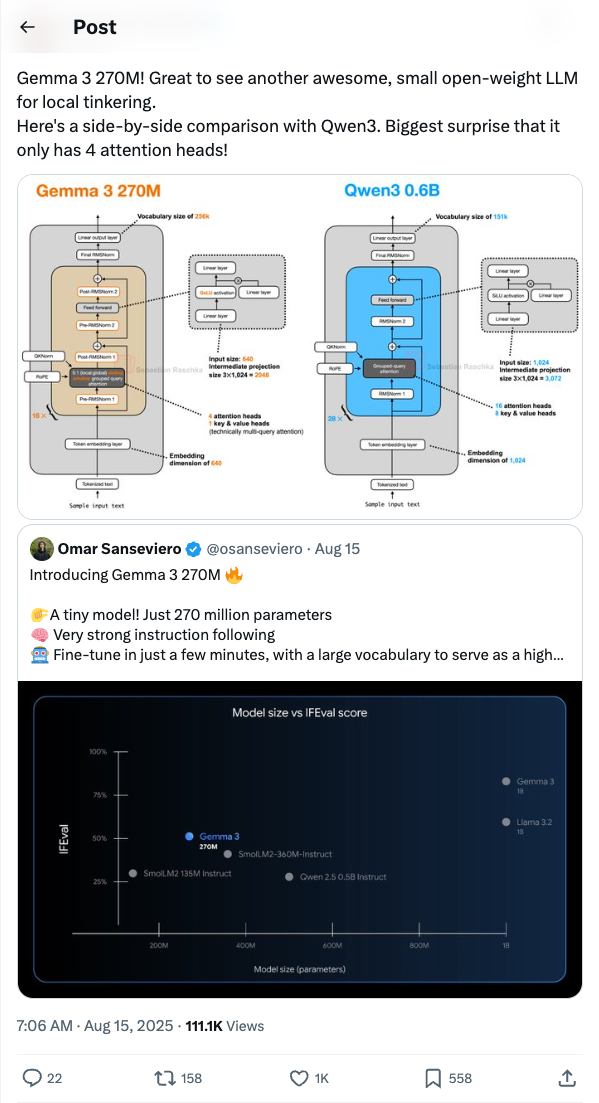 Post
Gemma 3 270M! Great to see another awesome, small open-weight LLM
for local tinkering.
Here's a side-by-side comparison with Qwen3. Biggest surprise that it
only has 4 attention heads!
Gemma 3 270M
Vocabulary size of 256k
Linear output layer
Final RMSNorm
Post-RMSNorm 2
Feed forward
Pre-RMSNorm 2
Post-RMSNorm 1
QKNorm
RoPE
5:1 (local:global) sliding
window grouped query
attention
Pre-RMSNorm 1
18 ×
Token embedding layer
Embedding
dimension of 640
Tokenized text
Sample input text
Linear layer
GeLU activation
Linear layer
Linear layer
Input size: 640
Intermediate projection
size 3×1,024 = 2048
4 attention heads
1 key & value heads
(technically multi-query attention)
Sebastian Raschka
Qwen3 0.6B
Vocabulary size of 151k
Linear output layer
Final RMSNorm
Feed forward
RMSNorm 2
QKNorm
RoPE
Grouped-query
attention
RMSNorm 1
28 ×
Token embedding layer
Embedding
dimension of 1,024
Tokenized text
Sample input text
Linear layer
SiLU activation
Linear layer
Linear layer
Input size: 1,024
Intermediate projection
size 3×1,024 = 3,072
16 attention heads
8 key & value heads
Sebastian Raschka
Omar Sanseviero @osanseviero · Aug 15
Introducing Gemma 3 270M 🔥
🤏A tiny model! Just 270 million parameters
🧠 Very strong instruction following
🤖 Fine-tune in just a few minutes, with a large vocabulary to serve as a high...
Model size vs IFEval score
100%
75%
50%
25%
IFEval
Gemma 3
1B
Llama 3.2
1B
Gemma 3
270M
SmolLM2-360M-Instruct
SmolLM2 135M Instruct
Qwen 2.5 0.5B Instruct
200M
400M
600M
800M
1B
Model size (parameters)
7:06 AM · Aug 15, 2025 · 111.1K Views
22
158
1K
558